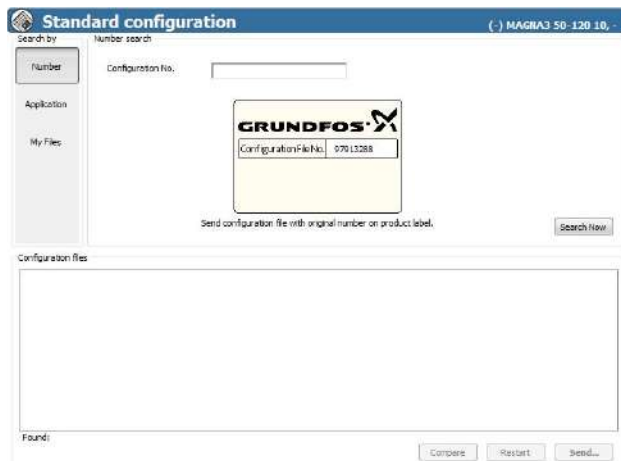 Standard configuration
(-) MAGNA3 50-120 10, -
Search by
Number
Application
My Files
Number search
Configuration No.
GRUNDFOS
Configuration File No. 97913288
Send configuration file with original number on product label.
Search Now
Configuration files
Found:
Compare Restart Send...